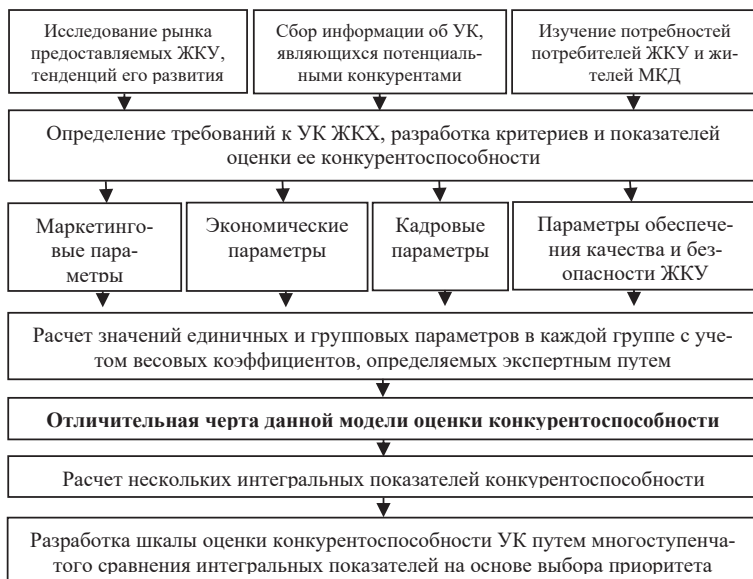 Исследование рынка
предоставляемых ЖКУ,
тенденций его развития
Сбор информации об УК,
являющихся потенциаль-
ными конкурентами
Изучение потребностей
потребителей ЖКУ и жи-
телей МКД
Определение требований к УК ЖКХ, разработка критериев и показателей
оценки ее конкурентоспособности
Маркетинго-
вые пара-
метры
Экономические
параметры
Кадровые
параметры
Параметры обеспече-
ния качества и без-
опасности ЖКУ
Расчет значений единичных и групповых параметров в каждой группе с уче-
том весовых коэффициентов, определяемых экспертным путем
Отличительная черта данной модели оценки конкурентоспособности
Расчет нескольких интегральных показателей конкурентоспособности
Разработка шкалы оценки конкурентоспособности УК путем многоступенча-
того сравнения интегральных показателей на основе выбора приоритета